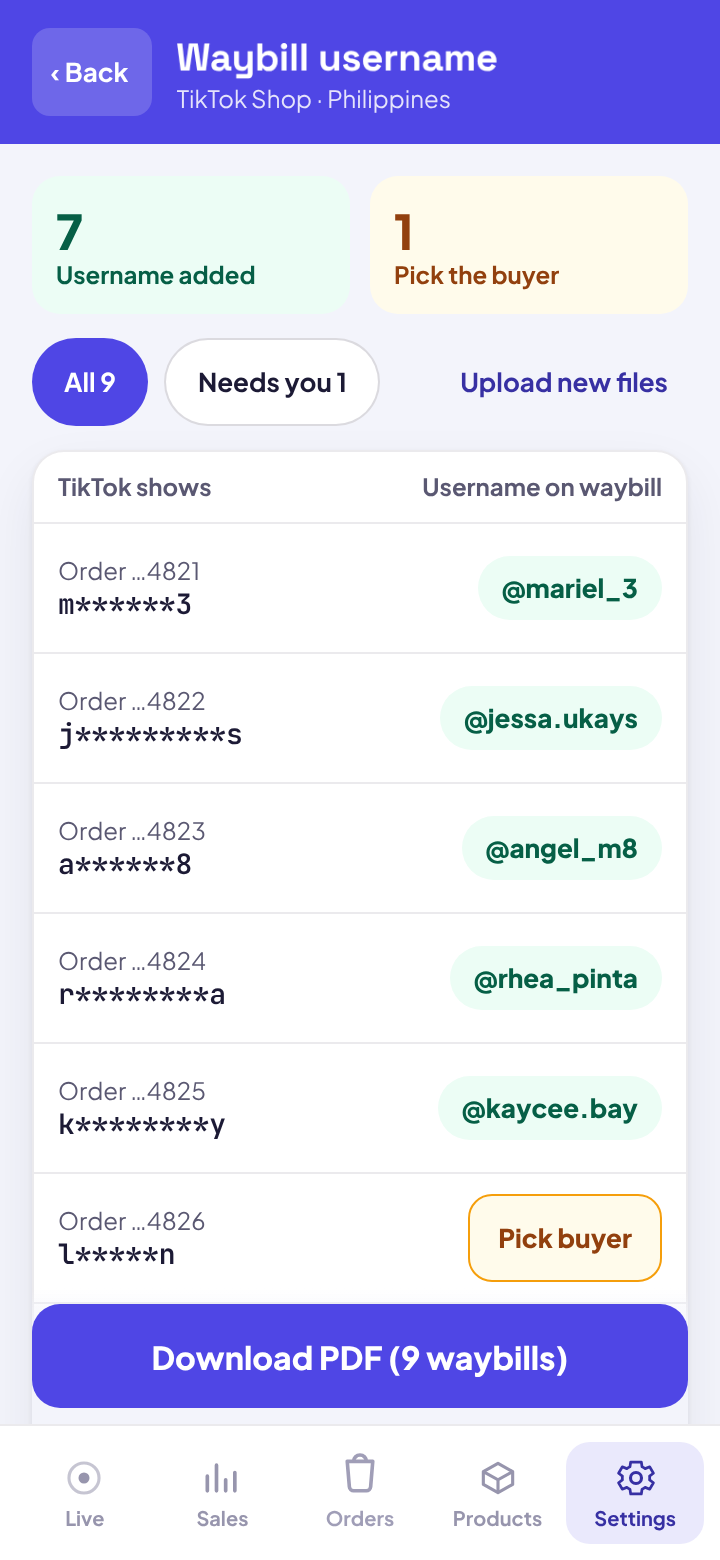 ‹ Back
Waybill username
TikTok Shop · Philippines
7
Username added
1
Pick the buyer
All 9
Needs you 1
Upload new files
TikTok shows
Username on waybill
Order …4821
m******3
@mariel_3
Order …4822
j*********s
@jessa.ukays
Order …4823
a******8
@angel_m8
Order …4824
r********a
@rhea_pinta
Order …4825
k********y
@kaycee.bay
Order …4826
l*****n
Pick buyer
Download PDF (9 waybills)
Live
Sales
Orders
Products
Settings